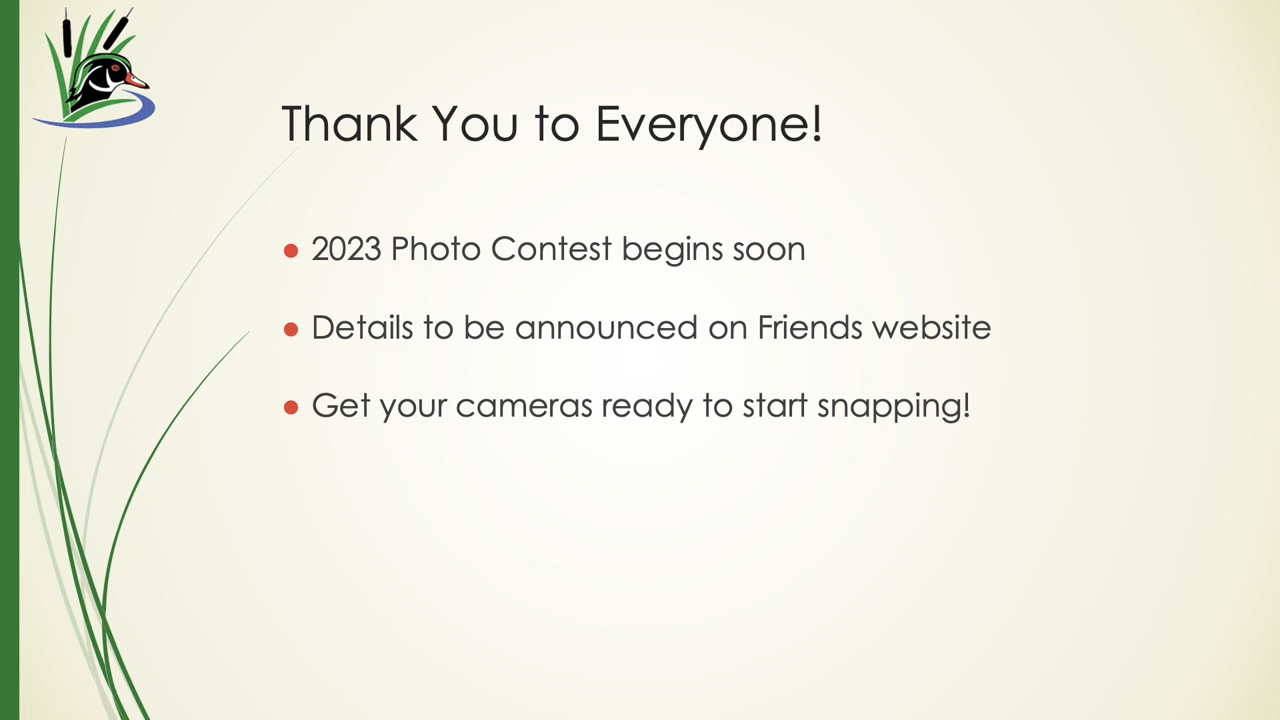 Thank You to Everyone!
● 2023 Photo Contest begins soon
● Details to be announced on Friends website
● Get your cameras ready to start snapping!